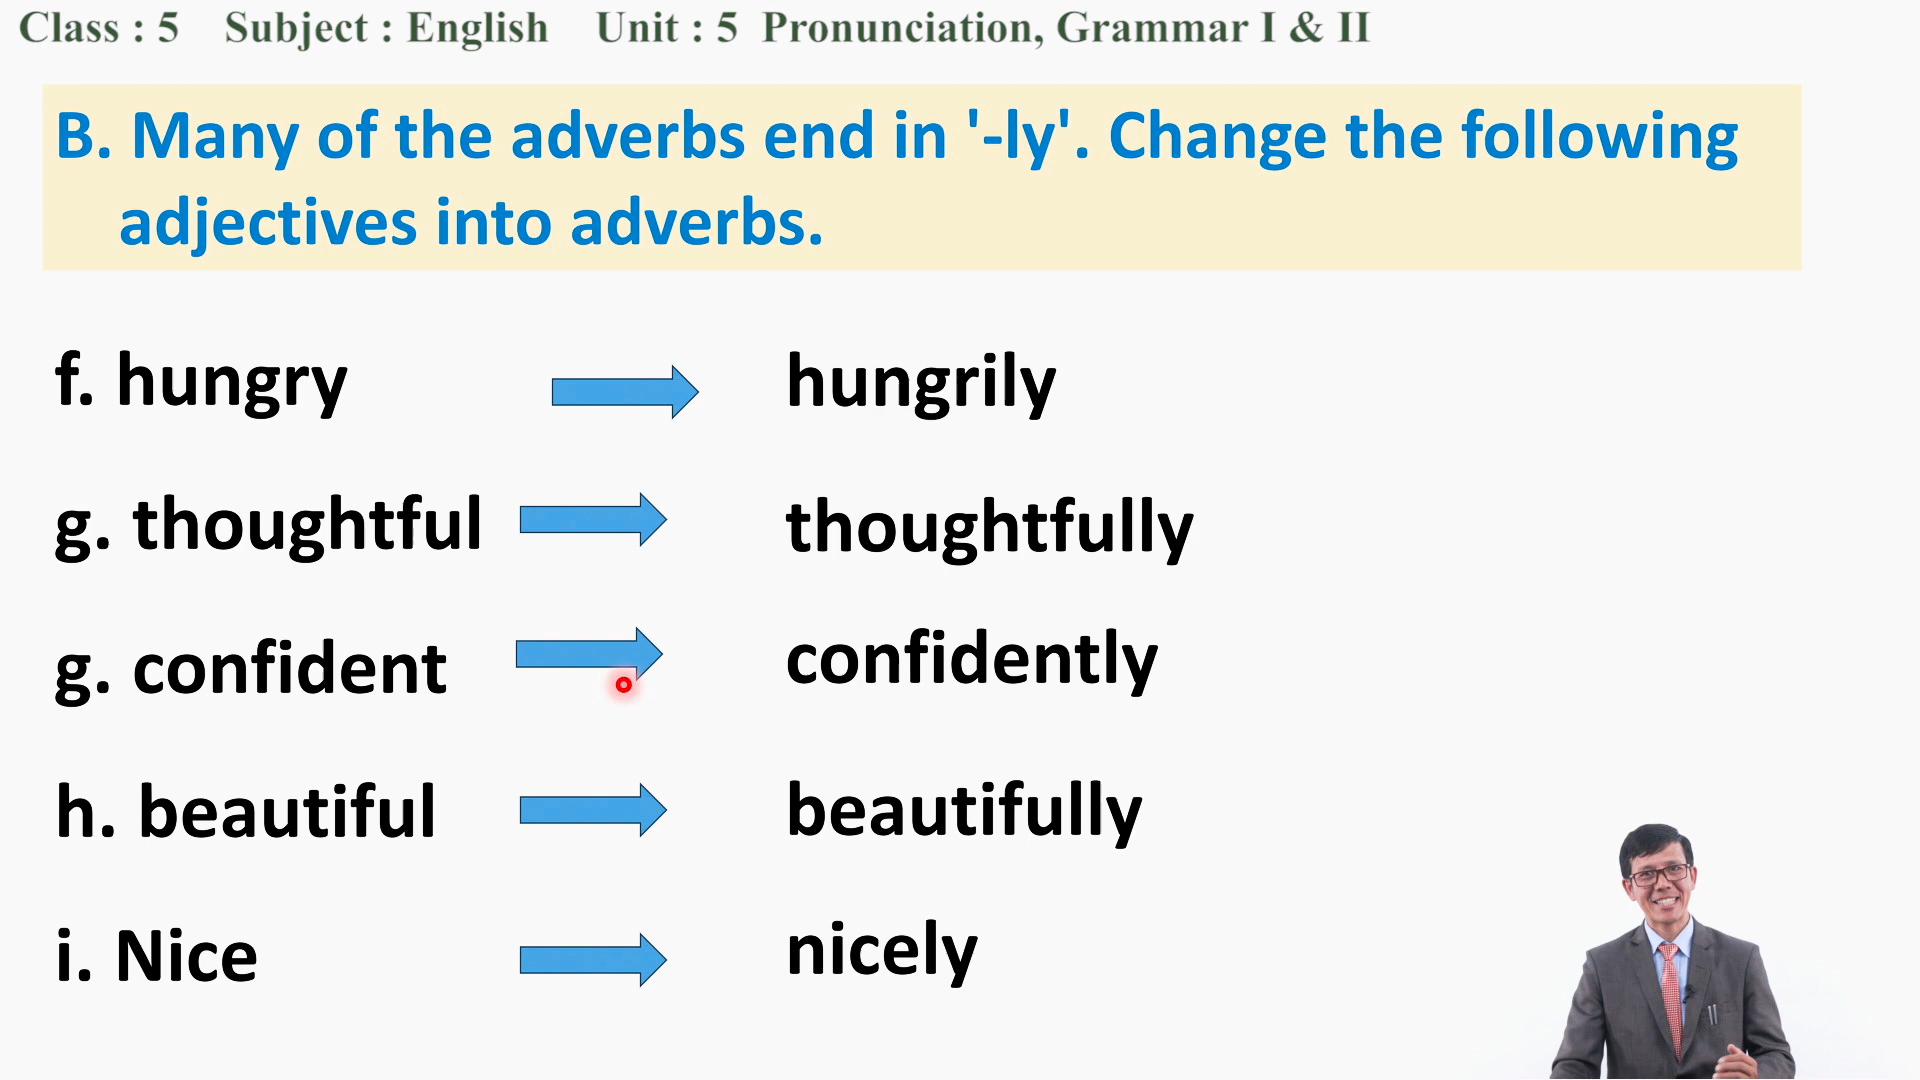 Class : 5 Subject : English Unit : 5 Pronunciation, Grammar I & II
B. Many of the adverbs end in '-ly'. Change the following
adjectives into adverbs.
f. hungry hungrily
g. thoughtful thoughtfully
g. confident confidently
h. beautiful beautifully
i. Nice nicely